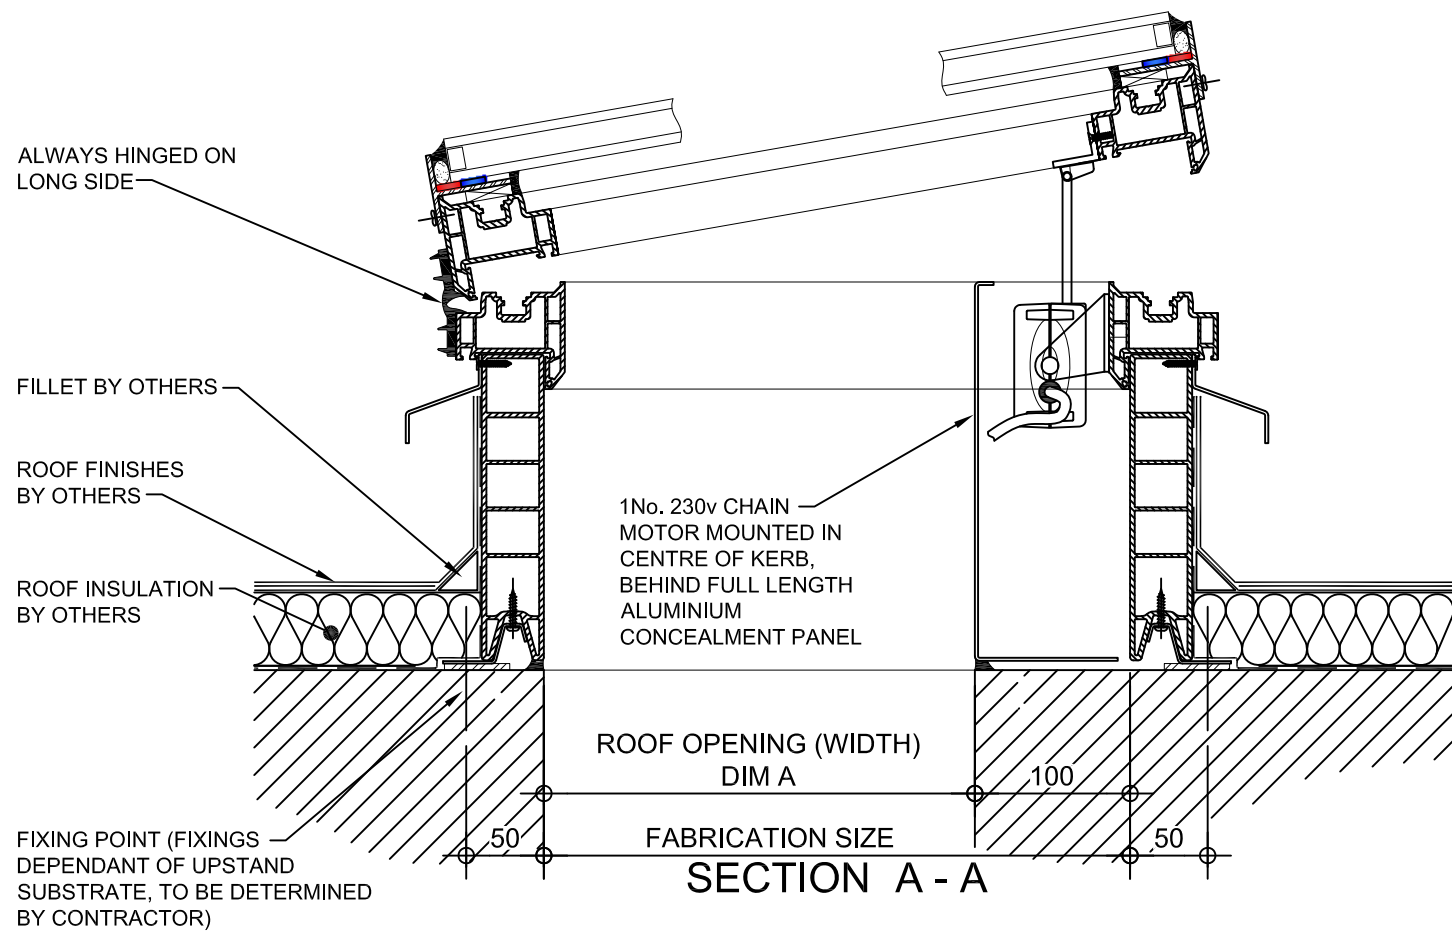 ALWAYS HINGED ON
LONG SIDE
FILLET BY OTHERS
ROOF FINISHES
BY OTHERS
1No. 230v CHAIN
MOTOR MOUNTED IN
CENTRE OF KERB,
BEHIND FULL LENGTH
ALUMINIUM
CONCEALMENT PANEL
ROOF INSULATION
BY OTHERS
ROOF OPENING (WIDTH)
DIM A
100
FIXING POINT (FIXINGS
DEPENDANT OF UPSTAND
SUBSTRATE, TO BE DETERMINED
BY CONTRACTOR)
50
FABRICATION SIZE
50
SECTION A - A